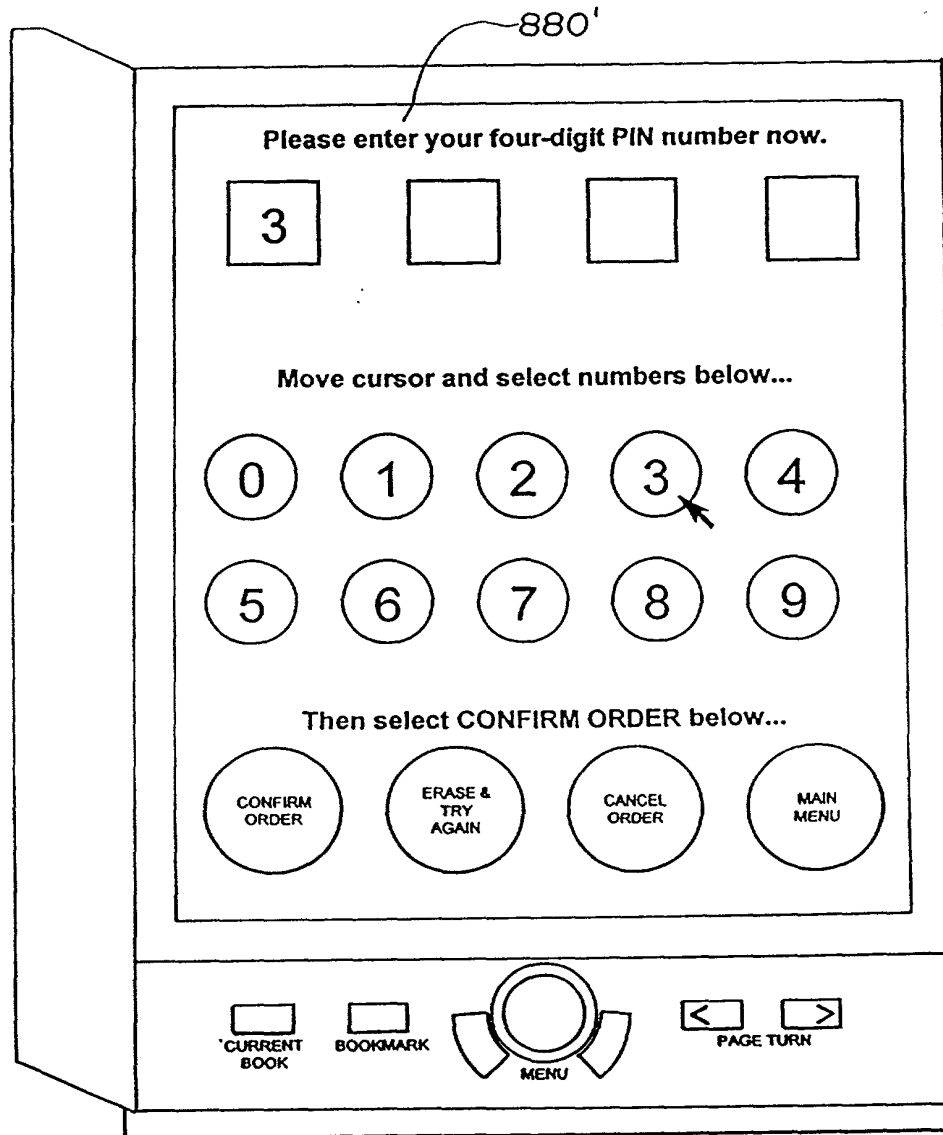 880'
Please enter your four-digit PIN number now.
3
Move cursor and select numbers below...
0 1 2 3 4
5 6 7 8 9
Then select CONFIRM ORDER below...
CONFIRM
ORDER
ERASE &
TRY
AGAIN
CANCEL
ORDER
MAIN
MENU
CURRENT
BOOK
BOOKMARK
MENU
< >
PAGE TURN